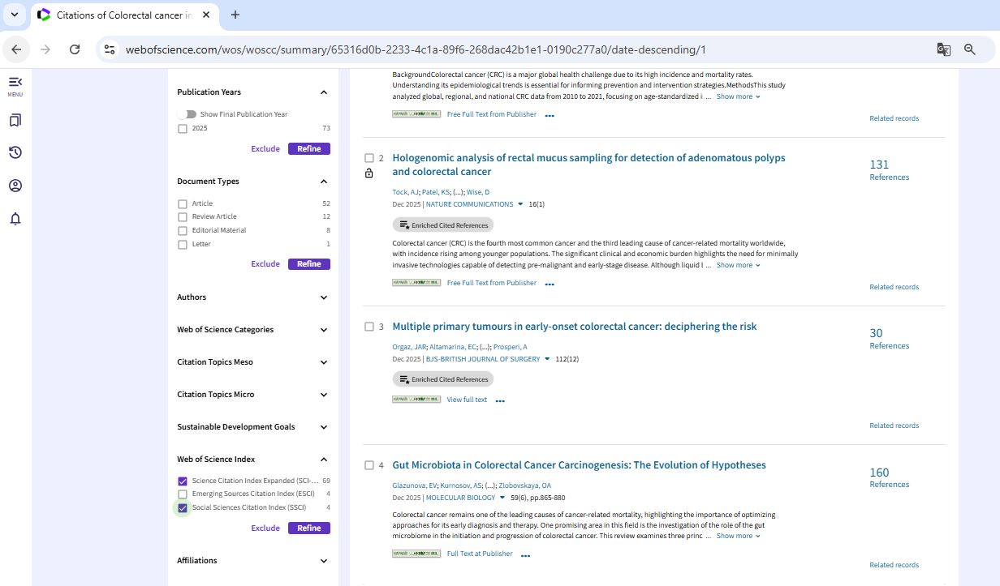 Citations of Colorectal cancer in
webofscience.com/wos/woscc/summary/65316d0b-2233-4c1a-89f6-268dac42b1e1-0190c277a0/date-descending/1
MENU
Publication Years
Show Final Publication Year
2025 73
Exclude Refine
Document Types
Article 52
Review Article 12
Editorial Material 8
Letter 1
Exclude Refine
Authors
Web of Science Categories
Citation Topics Meso
Citation Topics Micro
Sustainable Development Goals
Web of Science Index
Science Citation Index Expanded (SCI-... 69
Emerging Sources Citation Index (ESCI) 4
Social Sciences Citation Index (SSCI) 4
Exclude Refine
Affiliations
BackgroundColorectal cancer (CRC) is a major global health challenge due to its high incidence and mortality rates.
Understanding its epidemiological trends is essential for informing prevention and intervention strategies.MethodsThis study
analyzed global, regional, and national CRC data from 2010 to 2021, focusing on age-standardized i ... Show more
Free Full Text from Publisher
Related records
2 Hologenomic analysis of rectal mucus sampling for detection of adenomatous polyps
and colorectal cancer
131
References
Tock, AJ; Patel, KS; (...); Wise, D
Dec 2025 | NATURE COMMUNICATIONS 16(1)
Enriched Cited References
Colorectal cancer (CRC) is the fourth most common cancer and the third leading cause of cancer-related mortality worldwide,
with incidence rising among younger populations. The significant clinical and economic burden highlights the need for minimally
invasive technologies capable of detecting pre-malignant and early-stage disease. Although liquid l ... Show more
Free Full Text from Publisher
Related records
3 Multiple primary tumours in early-onset colorectal cancer: deciphering the risk
30
References
Orgaz, JAR; Altamarina, EC; (...); Prosperi, A
Dec 2025 | BJS-BRITISH JOURNAL OF SURGERY 112(12)
Enriched Cited References
View full text
Related records
4 Gut Microbiota in Colorectal Cancer Carcinogenesis: The Evolution of Hypotheses
160
References
Glazunova, EV; Kurnosov, AS; (...); Zlobovskaya, OA
Dec 2025 | MOLECULAR BIOLOGY 59(6), pp.865-880
Colorectal cancer remains one of the leading causes of cancer-related mortality, highlighting the importance of optimizing
approaches for its early diagnosis and therapy. One promising area in this field is the investigation of the role of the gut
microbiome in the initiation and progression of colorectal cancer. This review examines three princ ... Show more
Full Text at Publisher
Related records